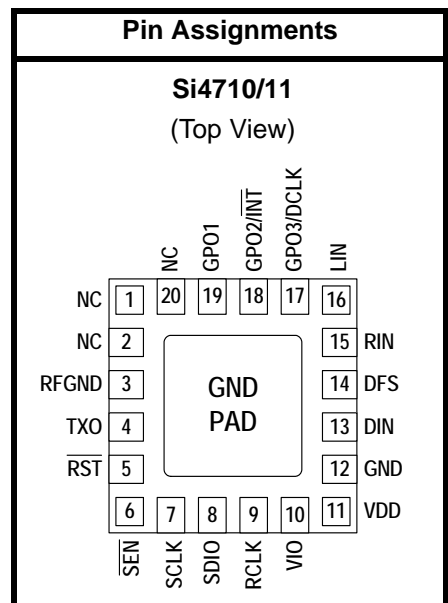 Pin Assignments
Si4710/11
(Top View)
NC
GPO1
GPO2/INT
GPO3/DCLK
LIN
NC 1 20 19 18 17 16
NC 2 15 RIN
RFGND 3 GND 14 DFS
TXO 4 PAD 13 DIN
RST 5 12 GND
6 7 8 9 10 11 VDD
SEN
SCLK
SDIO
RCLK
VIO